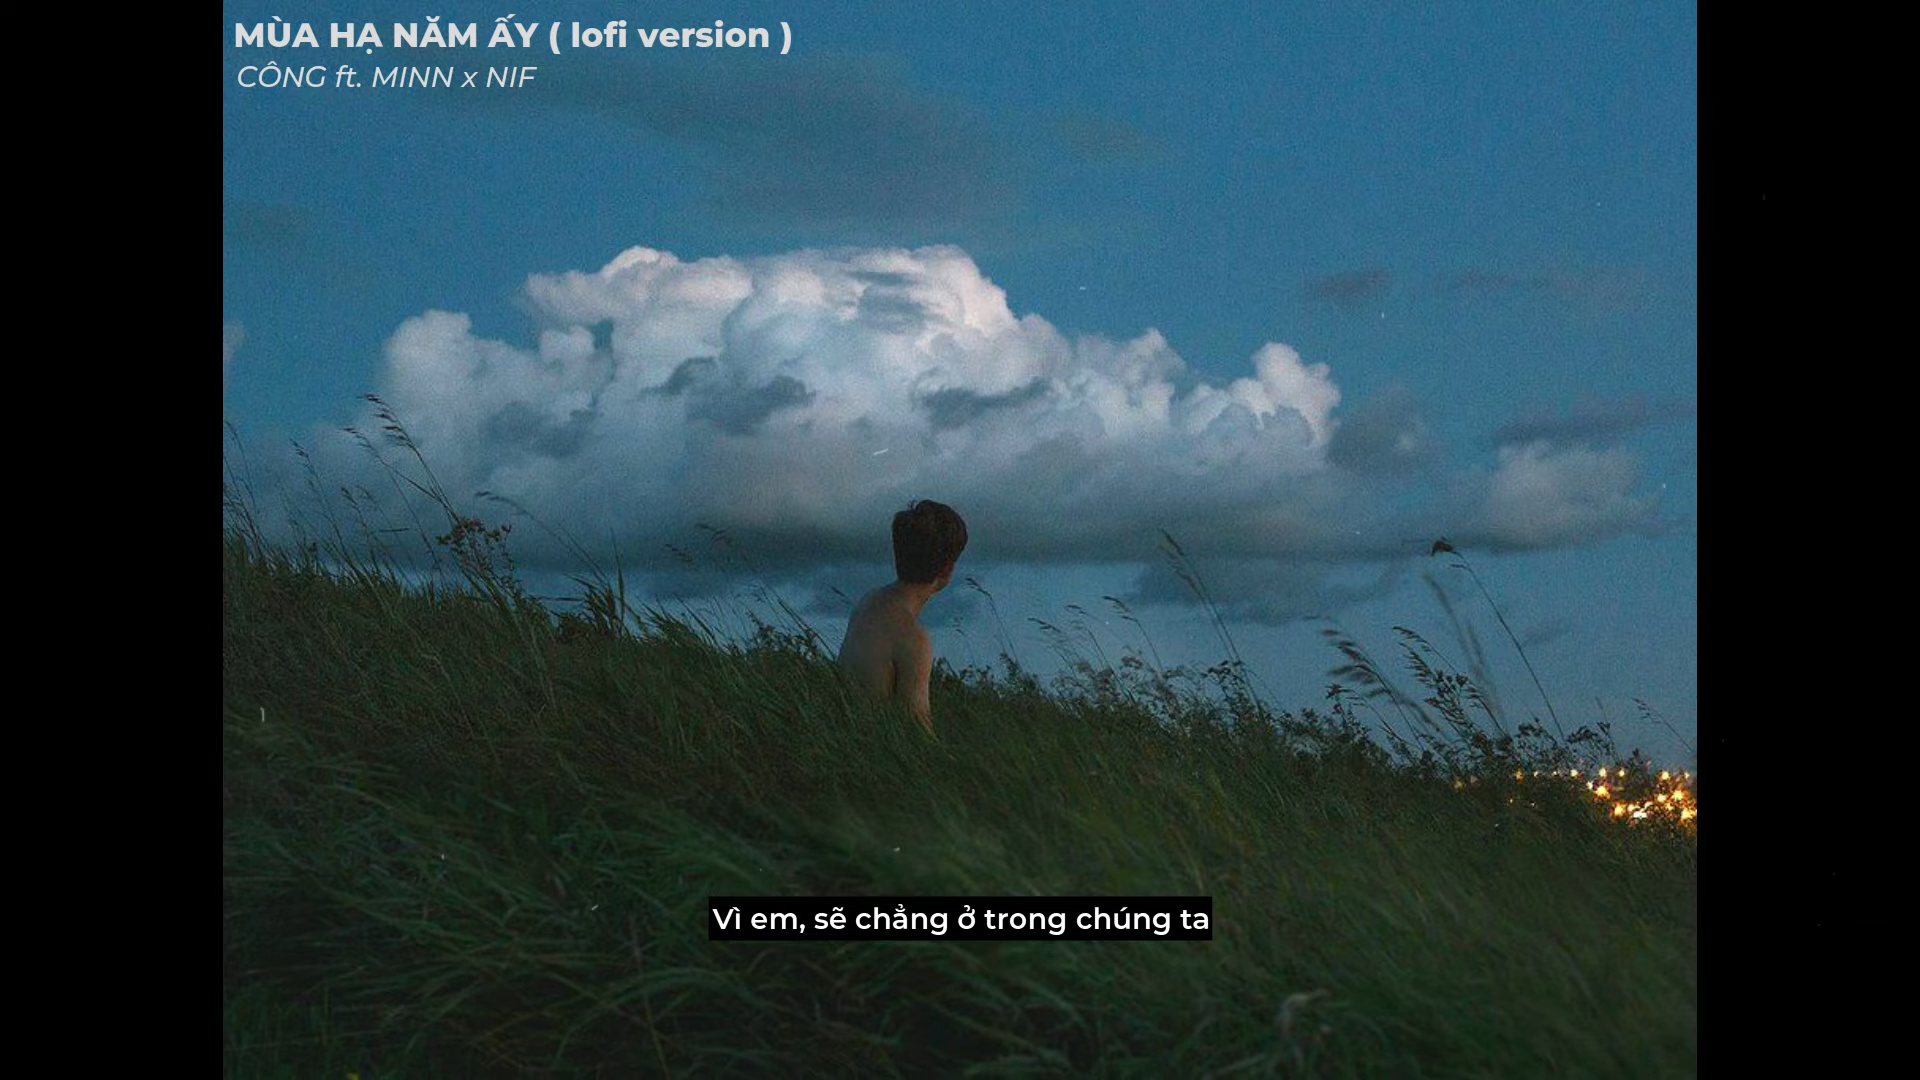 MÙA HẠ NĂM ẤY ( lofi version )
CÔNG ft. MINN x NIF
Vì em, sẽ chẳng ở trong chúng ta